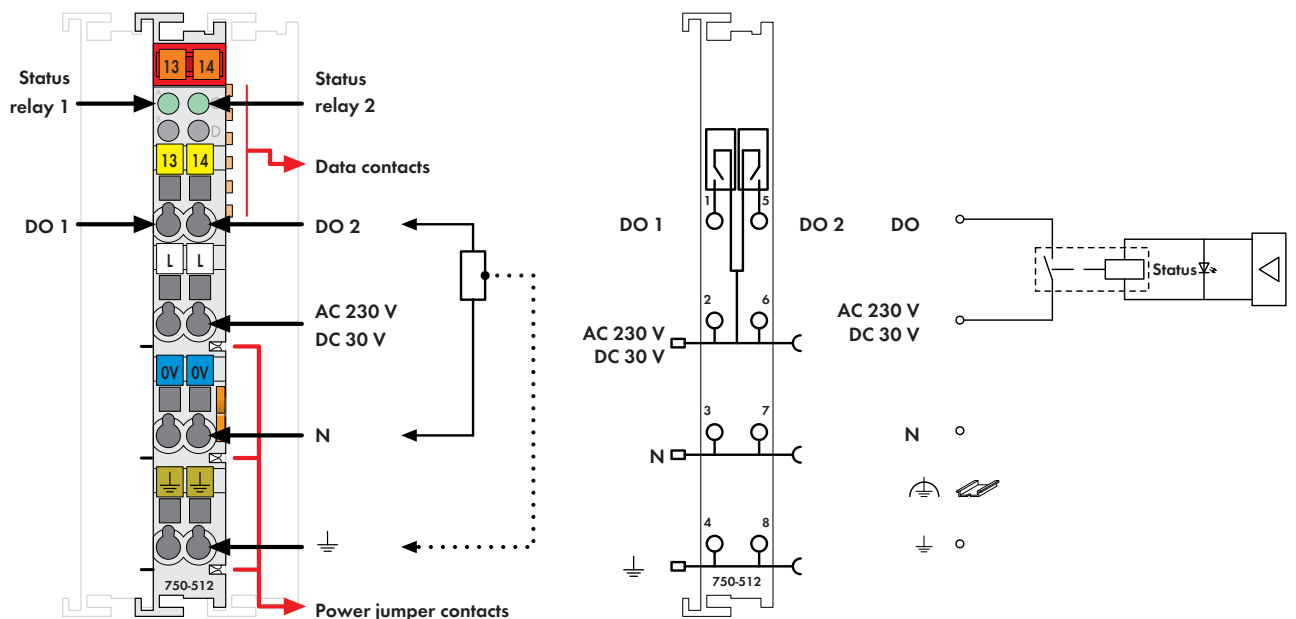 13 14
Status
relay 1
Status
relay 2
A
C
B
D
13 14
Data contacts
DO 1
DO 2
L L
AC 230 V
DC 30 V
0V 0V
N
750-512
Power jumper contacts
1
5
DO 1
DO 2
2
6
AC 230 V
DC 30 V
3
7
N
4
8
750-512
DO
Status
AC 230 V
DC 30 V
N